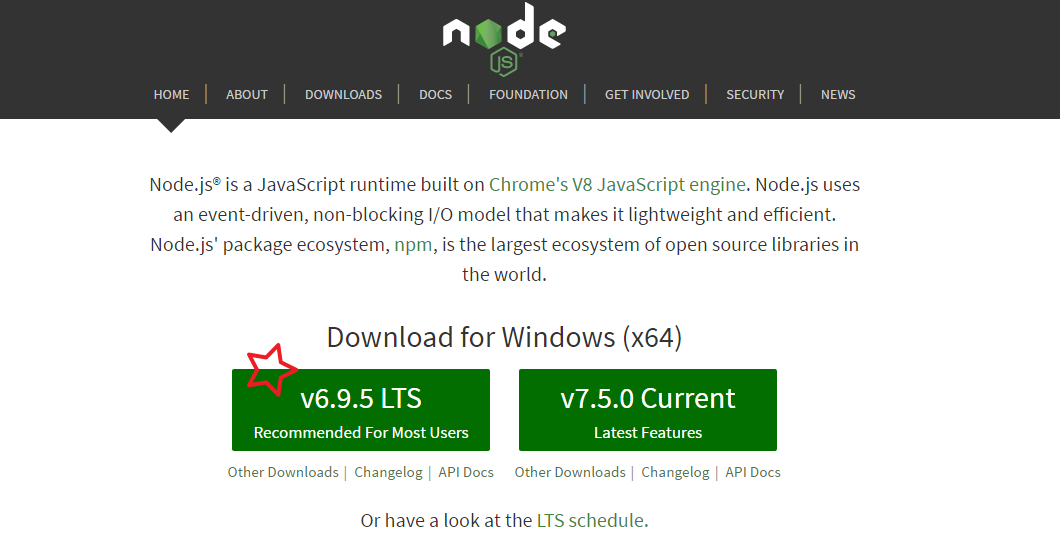 node
JS
HOME ABOUT DOWNLOADS DOCS FOUNDATION GET INVOLVED SECURITY NEWS
Node.js® is a JavaScript runtime built on Chrome's V8 JavaScript engine. Node.js uses
an event-driven, non-blocking I/O model that makes it lightweight and efficient.
Node.js' package ecosystem, npm, is the largest ecosystem of open source libraries in
the world.
Download for Windows (x64)
v6.9.5 LTS v7.5.0 Current
Recommended For Most Users Latest Features
Other Downloads | Changelog | API Docs Other Downloads | Changelog | API Docs
Or have a look at the LTS schedule.